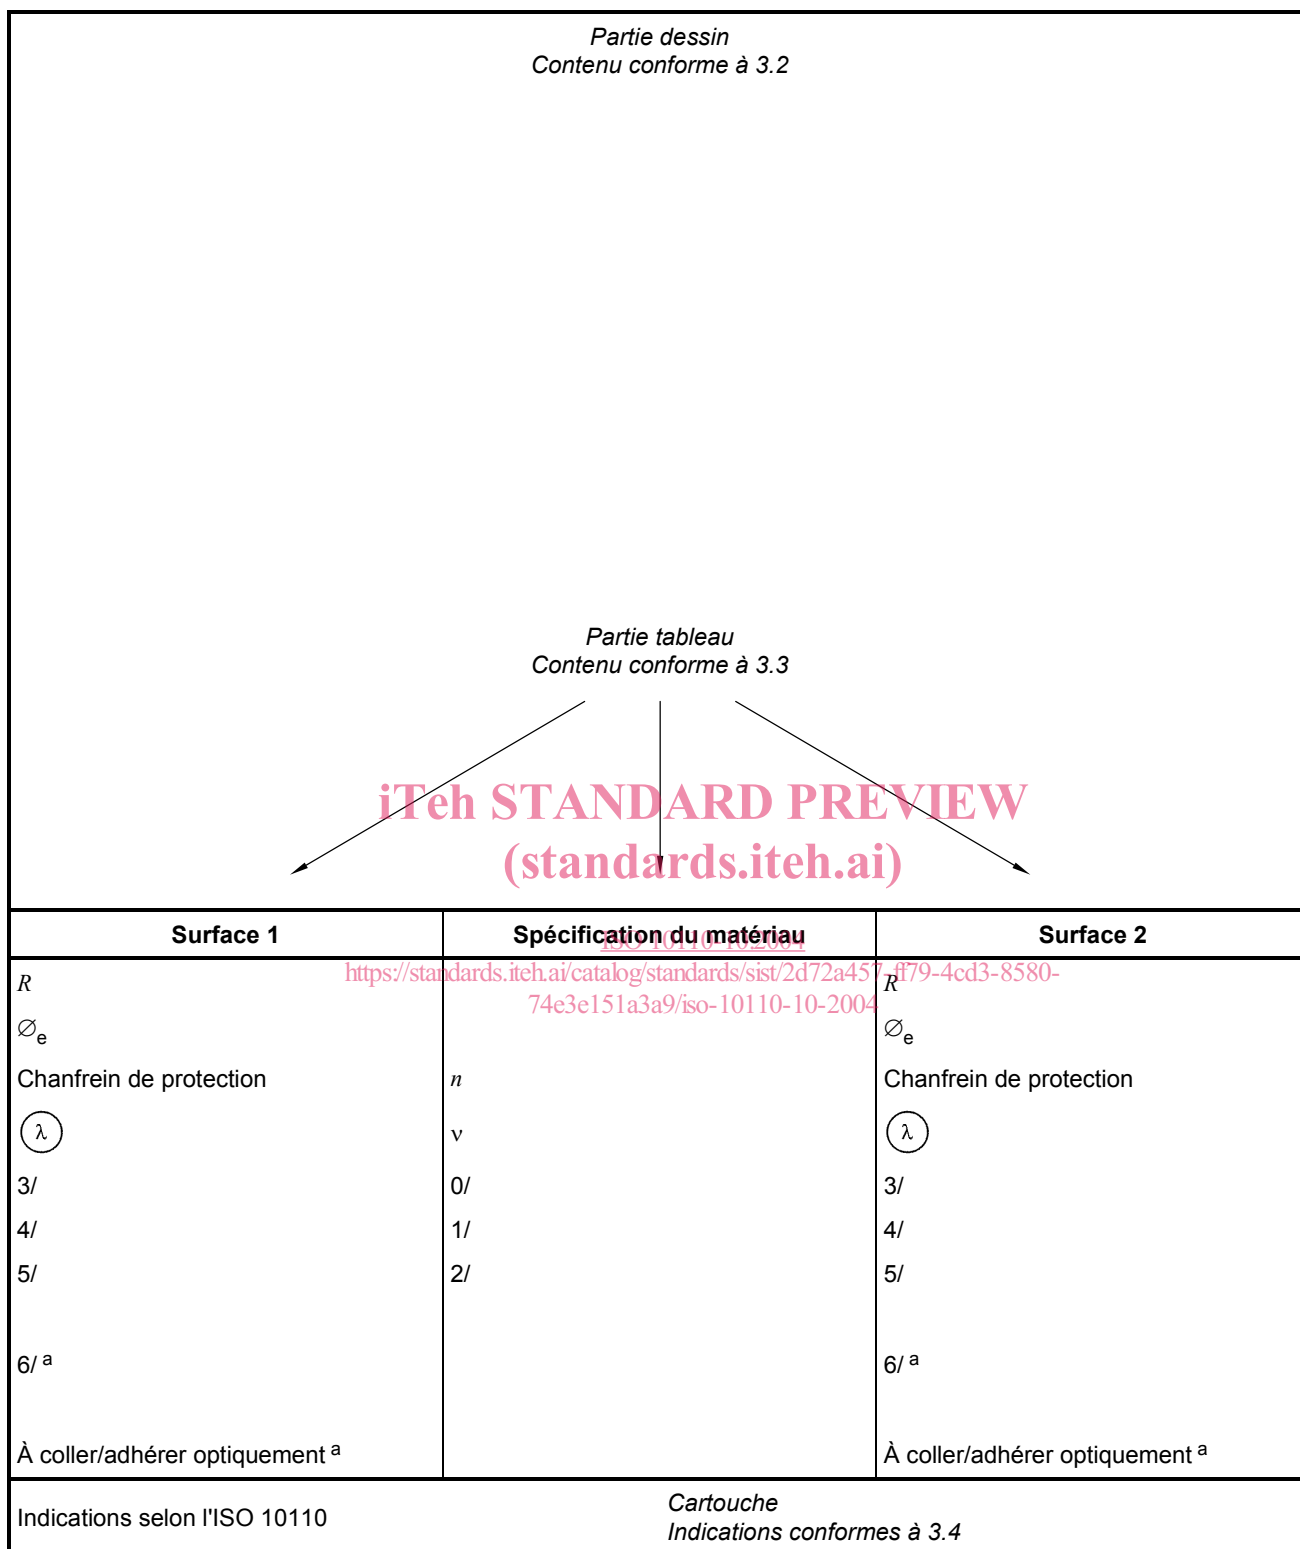 Partie dessin
Contenu conforme à 3.2
Partie tableau
Contenu conforme à 3.3
iTeh STANDARD PREVIEW
(standards.iteh.ai)
Surface 1 Spécification du matériau Surface 2
ISO 10110-10:2004
https://standards.iteh.ai/catalog/standards/sist/2d72a457-ff79-4cd3-8580-
74e3e151a3a9/iso-10110-10-2004
R R
∅e ∅e
Chanfrein de protection n Chanfrein de protection
λ ν λ
3/ 0/ 3/
4/ 1/ 4/
5/ 2/ 5/
6/ a 6/ a
À coller/adhérer optiquement a À coller/adhérer optiquement a
Indications selon l'ISO 10110
Cartouche
Indications conformes à 3.4